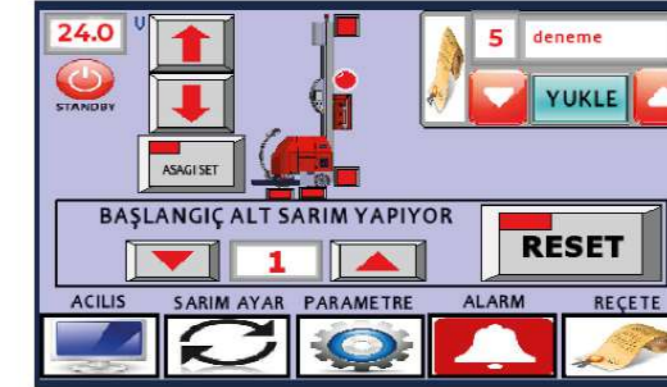 24.0 V
5 deneme
STANDBY
YUKLE
ASAGI SET
BAŞLANGIÇ ALT SARIM YAPIYOR
1
RESET
ACILIS SARIM AYAR PARAMETRE ALARM REÇETE